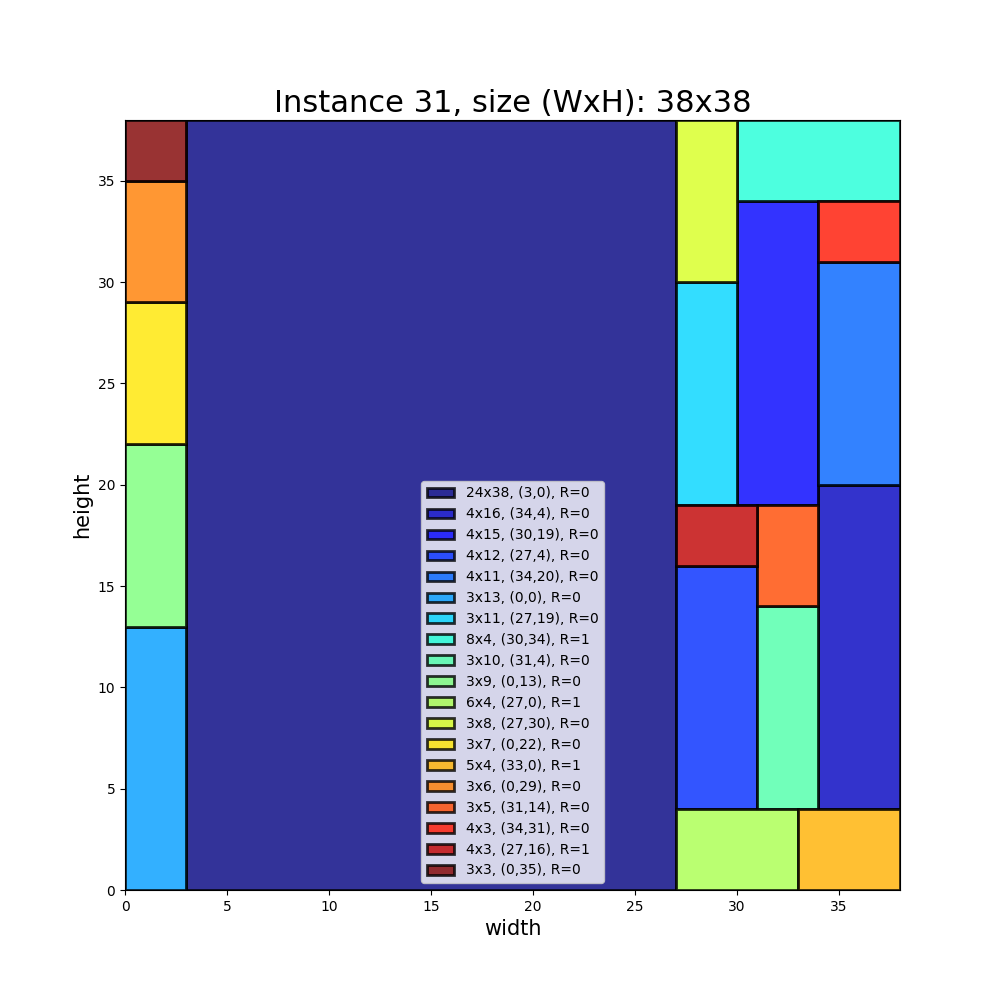 Instance 31, size (WxH): 38x38
height
35
30
25
20
15
10
5
0
24x38, (3,0), R=0
4x16, (34,4), R=0
4x15, (30,19), R=0
4x12, (27,4), R=0
4x11, (34,20), R=0
3x13, (0,0), R=0
3x11, (27,19), R=0
8x4, (30,34), R=1
3x10, (31,4), R=0
3x9, (0,13), R=0
6x4, (27,0), R=1
3x8, (27,30), R=0
3x7, (0,22), R=0
5x4, (33,0), R=1
3x6, (0,29), R=0
3x5, (31,14), R=0
4x3, (34,31), R=0
4x3, (27,16), R=1
3x3, (0,35), R=0
0 5 10 15 20 25 30 35
width